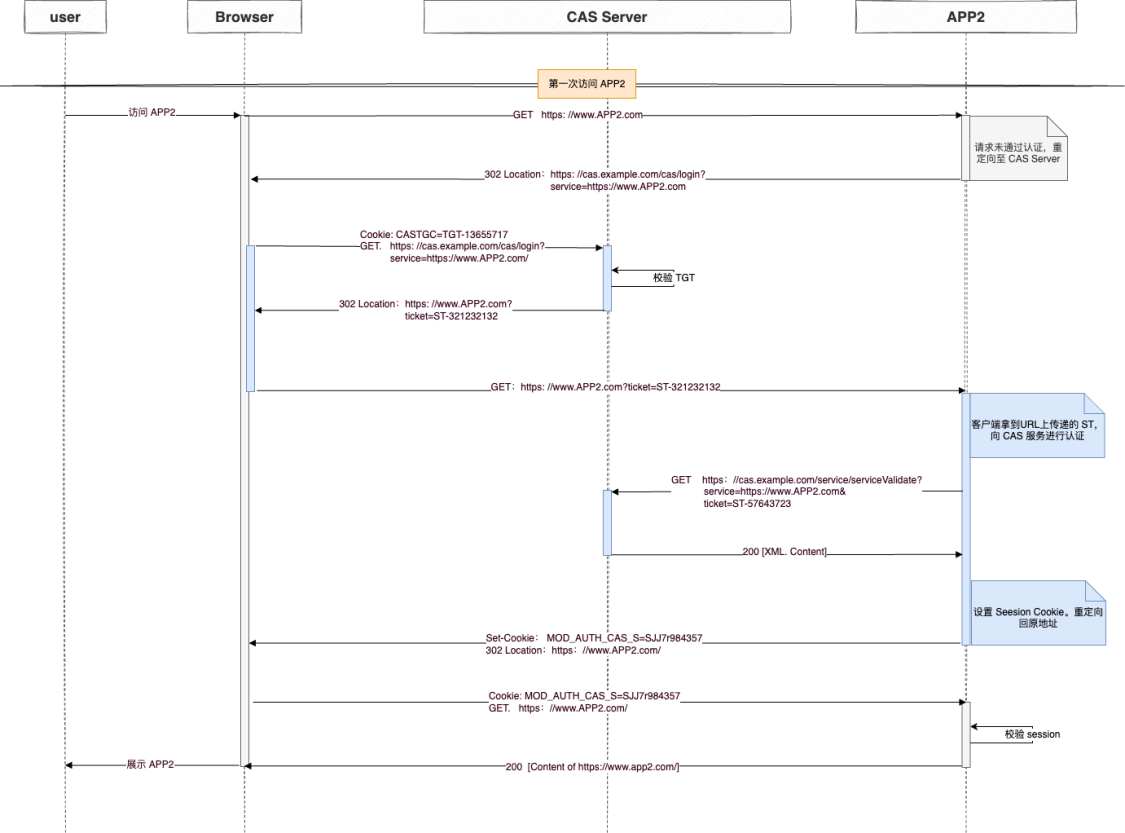 user
Browser
CAS Server
APP2
第一次访问 APP2
访问 APP2
GET https: //www.APP2.com
请求未通过认证，重
定向至 CAS Server
302 Location：https: //cas.example.com/cas/login?
service=https://www.APP2.com
Cookie: CASTGC=TGT-13655717
GET. https: //cas.example.com/cas/login?
service=https://www.APP2.com/
校验 TGT
302 Location：https: //www.APP2.com?
ticket=ST-321232132
GET：https: //www.APP2.com?ticket=ST-321232132
客户端拿到URL上传递的 ST，
向 CAS 服务进行认证
GET https：//cas.example.com/service/serviceValidate?
service=https://www.APP2.com&
ticket=ST-57643723
200 [XML. Content]
设置 Seesion Cookie。重定向
回原地址
Set-Cookie： MOD_AUTH_CAS_S=SJJ7r984357
302 Location：https：//www.APP2.com/
Cookie: MOD_AUTH_CAS_S=SJJ7r984357
GET. https：//www.APP2.com/
校验 session
展示 APP2
200 [Content of https://www.app2.com/]